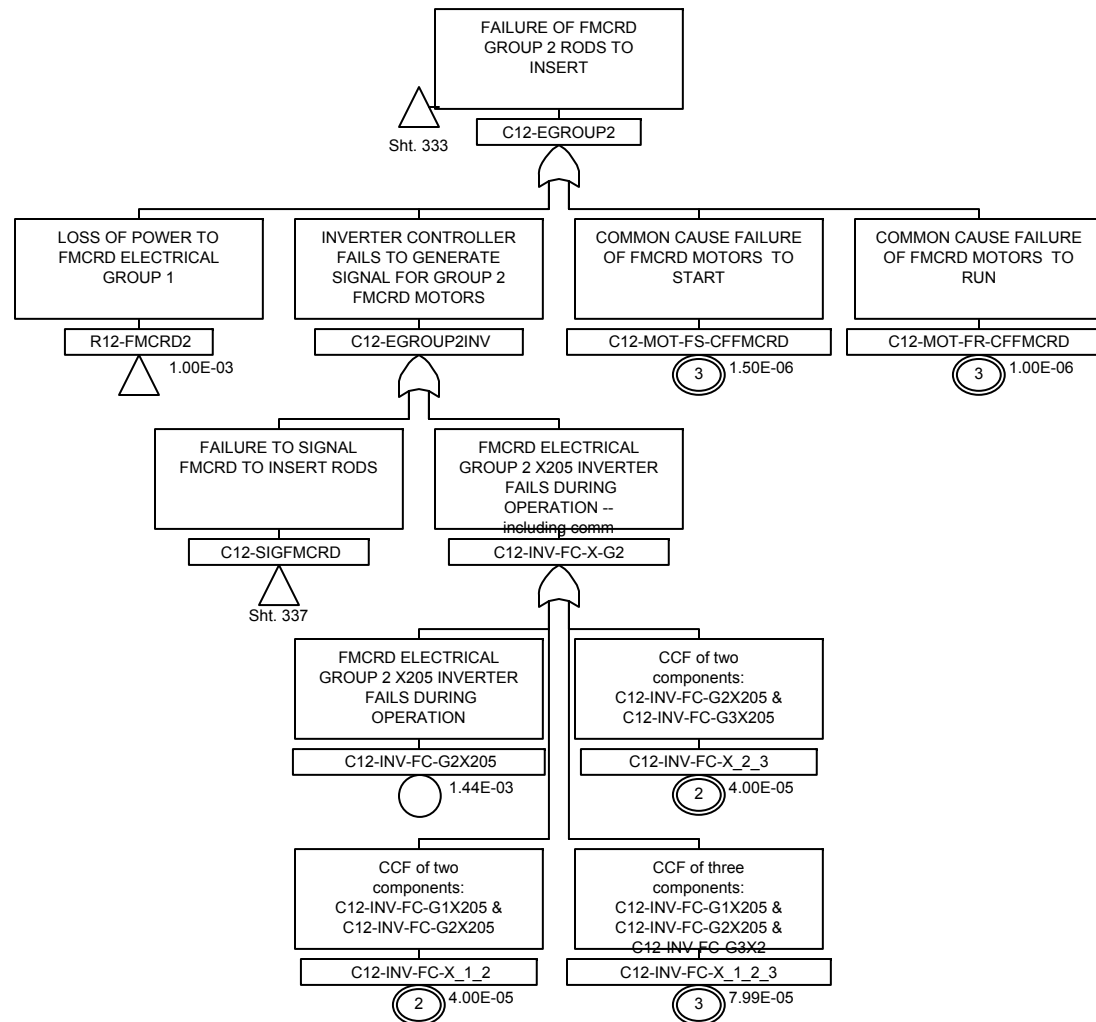 FAILURE OF FMCRD
GROUP 2 RODS TO
INSERT
Sht. 333
C12-EGROUP2
LOSS OF POWER TO
FMCRD ELECTRICAL
GROUP 1
R12-FMCRD2
1.00E-03
INVERTER CONTROLLER
FAILS TO GENERATE
SIGNAL FOR GROUP 2
FMCRD MOTORS
C12-EGROUP2INV
COMMON CAUSE FAILURE
OF FMCRD MOTORS TO
START
C12-MOT-FS-CFFMCRD
3
1.50E-06
COMMON CAUSE FAILURE
OF FMCRD MOTORS TO
RUN
C12-MOT-FR-CFFMCRD
3
1.00E-06
FAILURE TO SIGNAL
FMCRD TO INSERT RODS
C12-SIGFMCRD
Sht. 337
FMCRD ELECTRICAL
GROUP 2 X205 INVERTER
FAILS DURING
OPERATION --
including comm
C12-INV-FC-X-G2
FMCRD ELECTRICAL
GROUP 2 X205 INVERTER
FAILS DURING
OPERATION
C12-INV-FC-G2X205
1.44E-03
CCF of two
components:
C12-INV-FC-G2X205 &
C12-INV-FC-G3X205
C12-INV-FC-X_2_3
2
4.00E-05
CCF of two
components:
C12-INV-FC-G1X205 &
C12-INV-FC-G2X205
C12-INV-FC-X_1_2
2
4.00E-05
CCF of three
components:
C12-INV-FC-G1X205 &
C12-INV-FC-G2X205 &
C12-INV-FC-G3X2
C12-INV-FC-X_1_2_3
3
7.99E-05